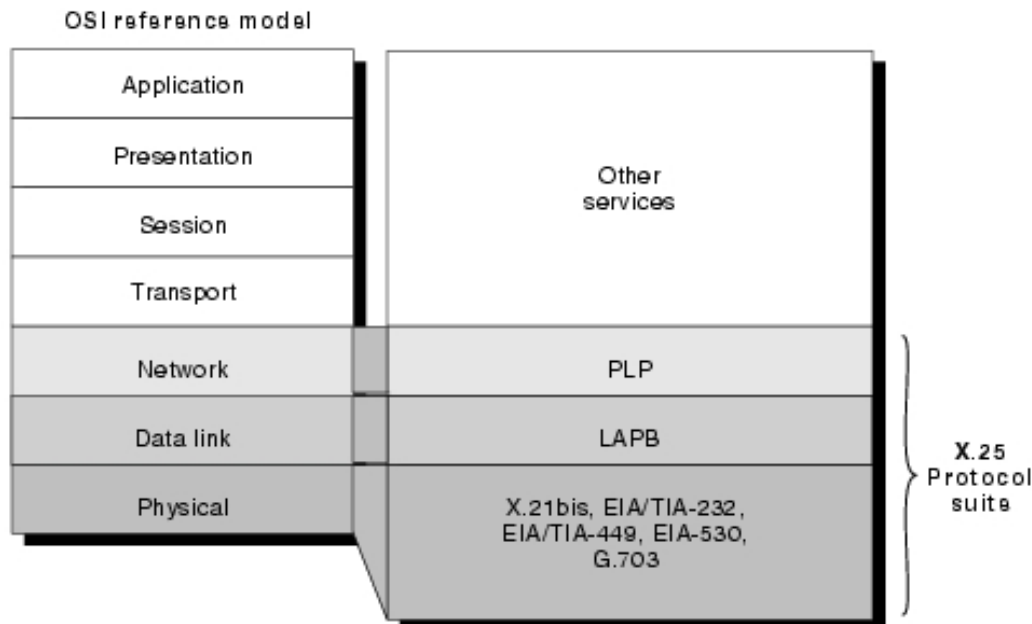 OSI reference model
Application
Presentation
Session
Transport
Network
Data link
Physical
Other
services
PLP
LAPB
X.21bis, EIA/TIA-232,
EIA/TIA-449, EIA-530,
G.703
X.25
Protocol
suite